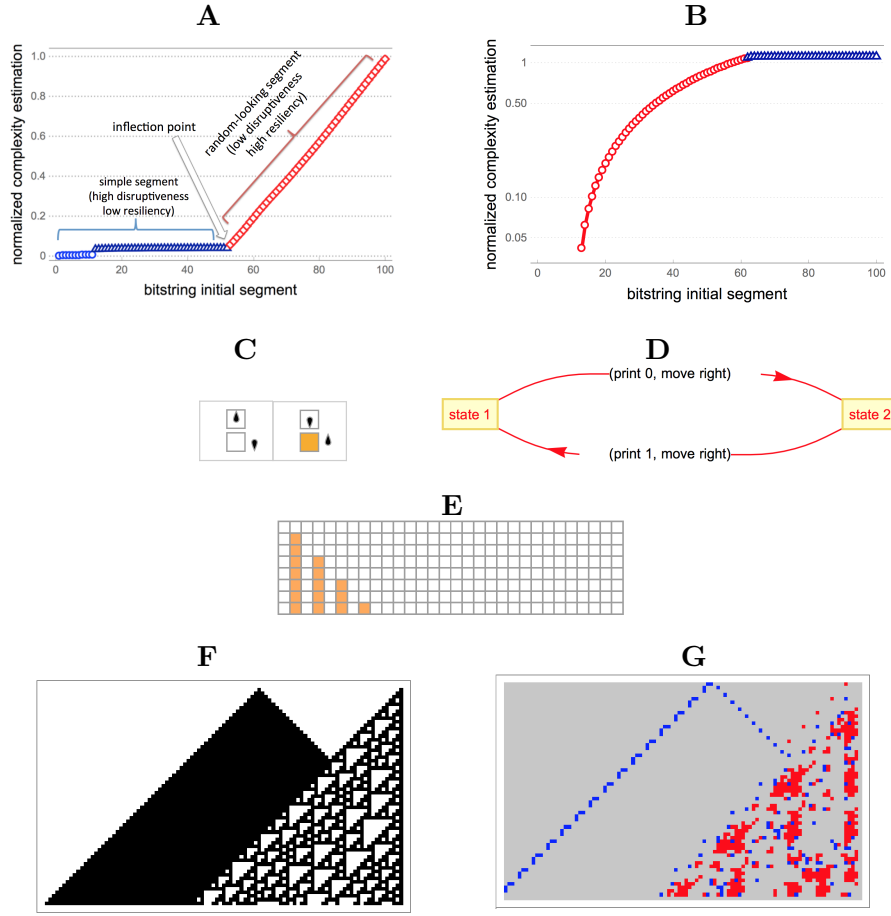 A
normalized complexity estimation
1.0
0.8
0.6
0.4
0.2
0
random-looking segment
(low disruptiveness
high resiliency)
inflection point
simple segment
(high disruptiveness
low resiliency)
0 20 40 60 80 100
bitstring initial segment
B
normalized complexity estimation
1
0.50
0.10
0.05
0 20 40 60 80 100
bitstring initial segment
C
D
(print 0, move right)
state 1
state 2
(print 1, move right)
E
F
G